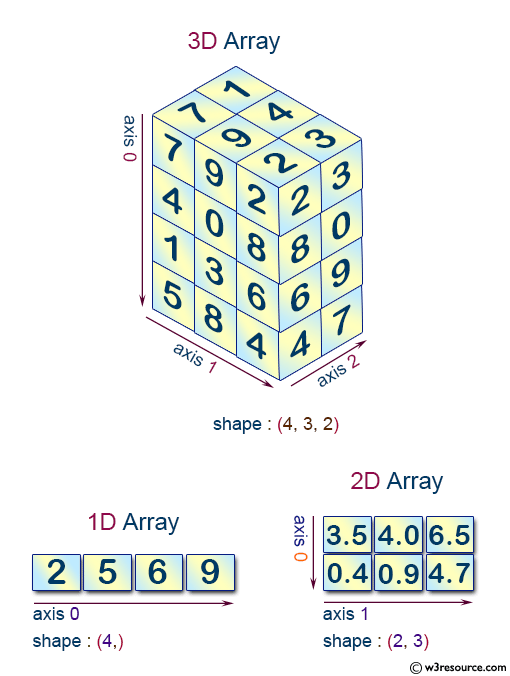 3D Array
1
7 4
9 3
2
axis 0
7 9 2 2 3
4 0 8 8 0
1 3 6 6 9
5 8 4 4 7
axis 1
axis 2
shape : (4, 3, 2)
2D Array
1D Array
axis 0
3.5 4.0 6.5
0.4 0.9 4.7
2 5 6 9
axis 0
shape : (4,)
axis 1
shape : (2, 3)
© w3resource.com